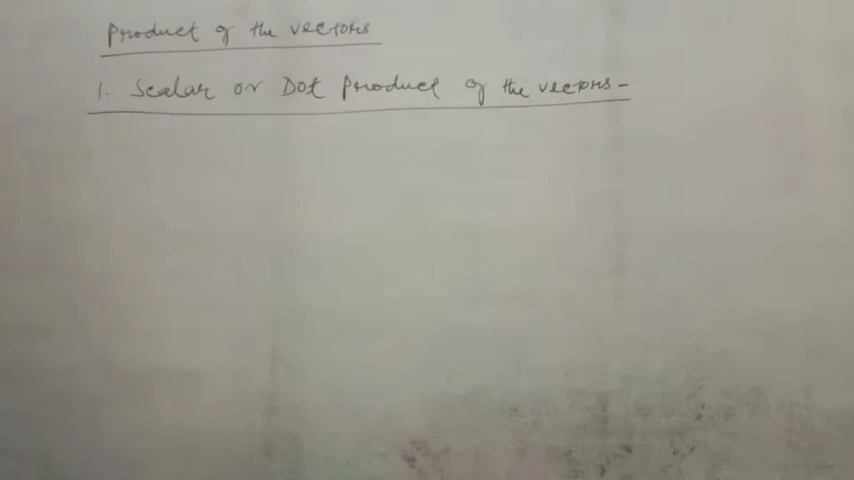 Product of the vectors
1. Scalar or Dot Product of the vectors-